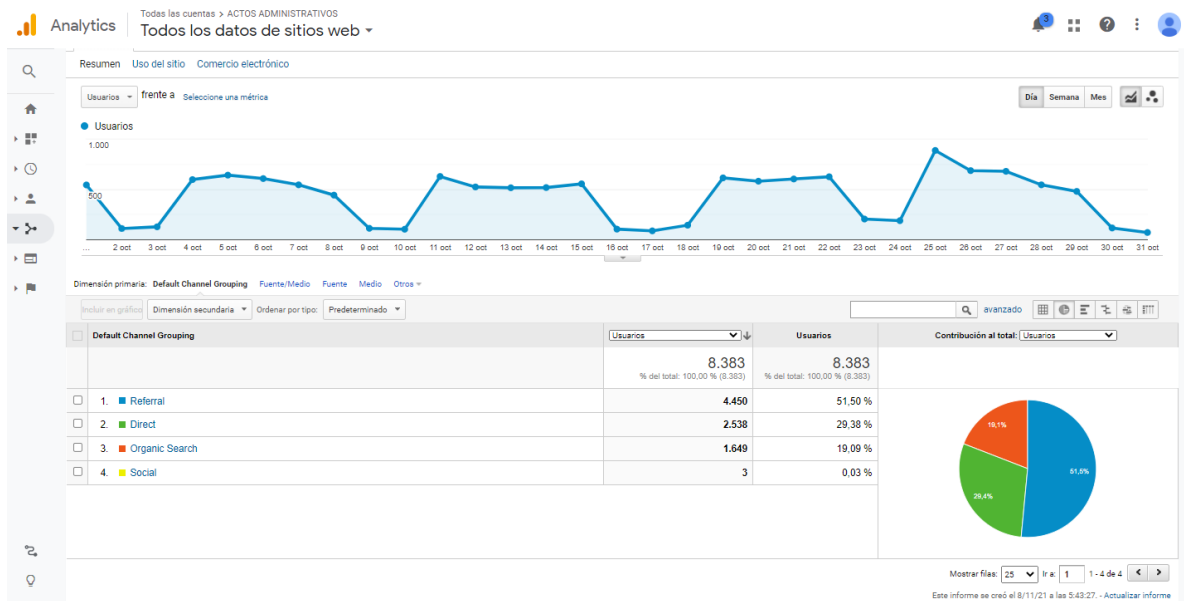 Analytics
Todas las cuentas > ACTOS ADMINISTRATIVOS
Todos los datos de sitios web
3
Resumen Uso del sitio Comercio electrónico
Usuarios frente a Seleccione una métrica
Día Semana Mes
Usuarios
1.000
500
... 2 oct 3 oct 4 oct 5 oct 6 oct 7 oct 8 oct 9 oct 10 oct 11 oct 12 oct 13 oct 14 oct 15 oct 16 oct 17 oct 18 oct 19 oct 20 oct 21 oct 22 oct 23 oct 24 oct 25 oct 26 oct 27 oct 28 oct 29 oct 30 oct 31 oct
Dimensión primaria: Default Channel Grouping Fuente/Medio Fuente Medio Otros
Incluir en gráfico Dimensión secundaria Ordenar por tipo: Predeterminado avanzado
Default Channel Grouping Usuarios Usuarios Contribución al total: Usuarios
8.383 8.383
% del total: 100,00 % (8.383) % del total: 100,00 % (8.383)
1. Referral 4.450 51,50 %
2. Direct 2.538 29,38 %
3. Organic Search 1.649 19,09 %
4. Social 3 0,03 %
19,1%
51,5%
29,4%
Mostrar filas: 25 Ir a: 1 1 - 4 de 4
Este informe se creó el 8/11/21 a las 5:43:27. - Actualizar informe